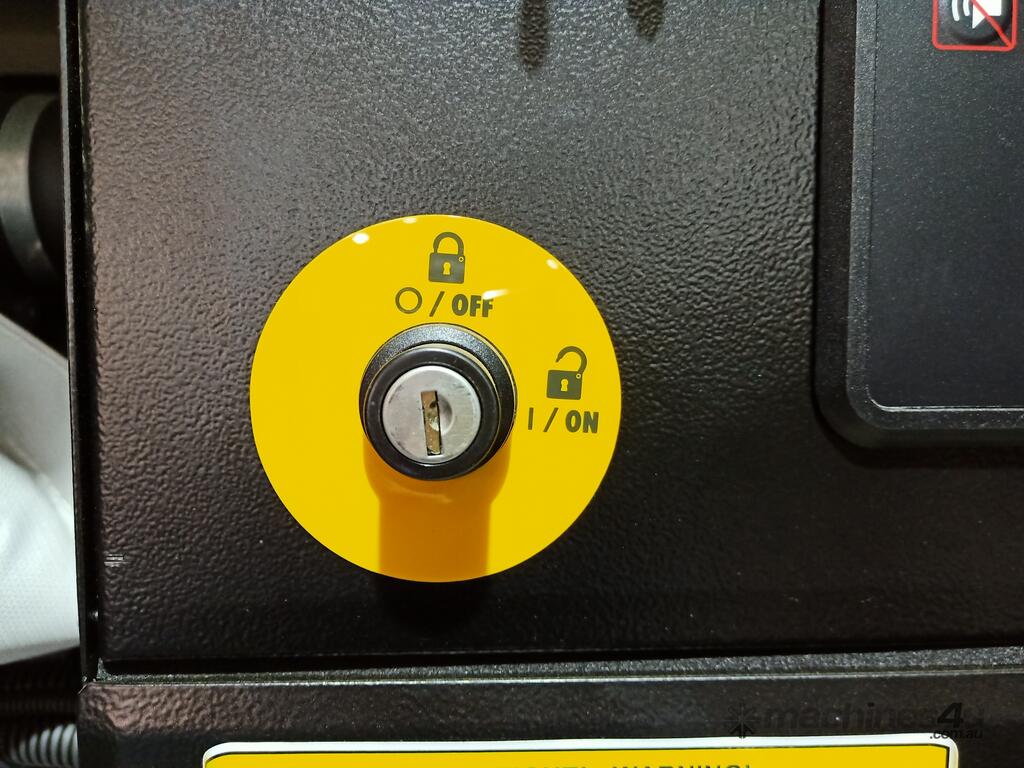 O / OFF
I / ON
WARNING!
machines4u
.com.au